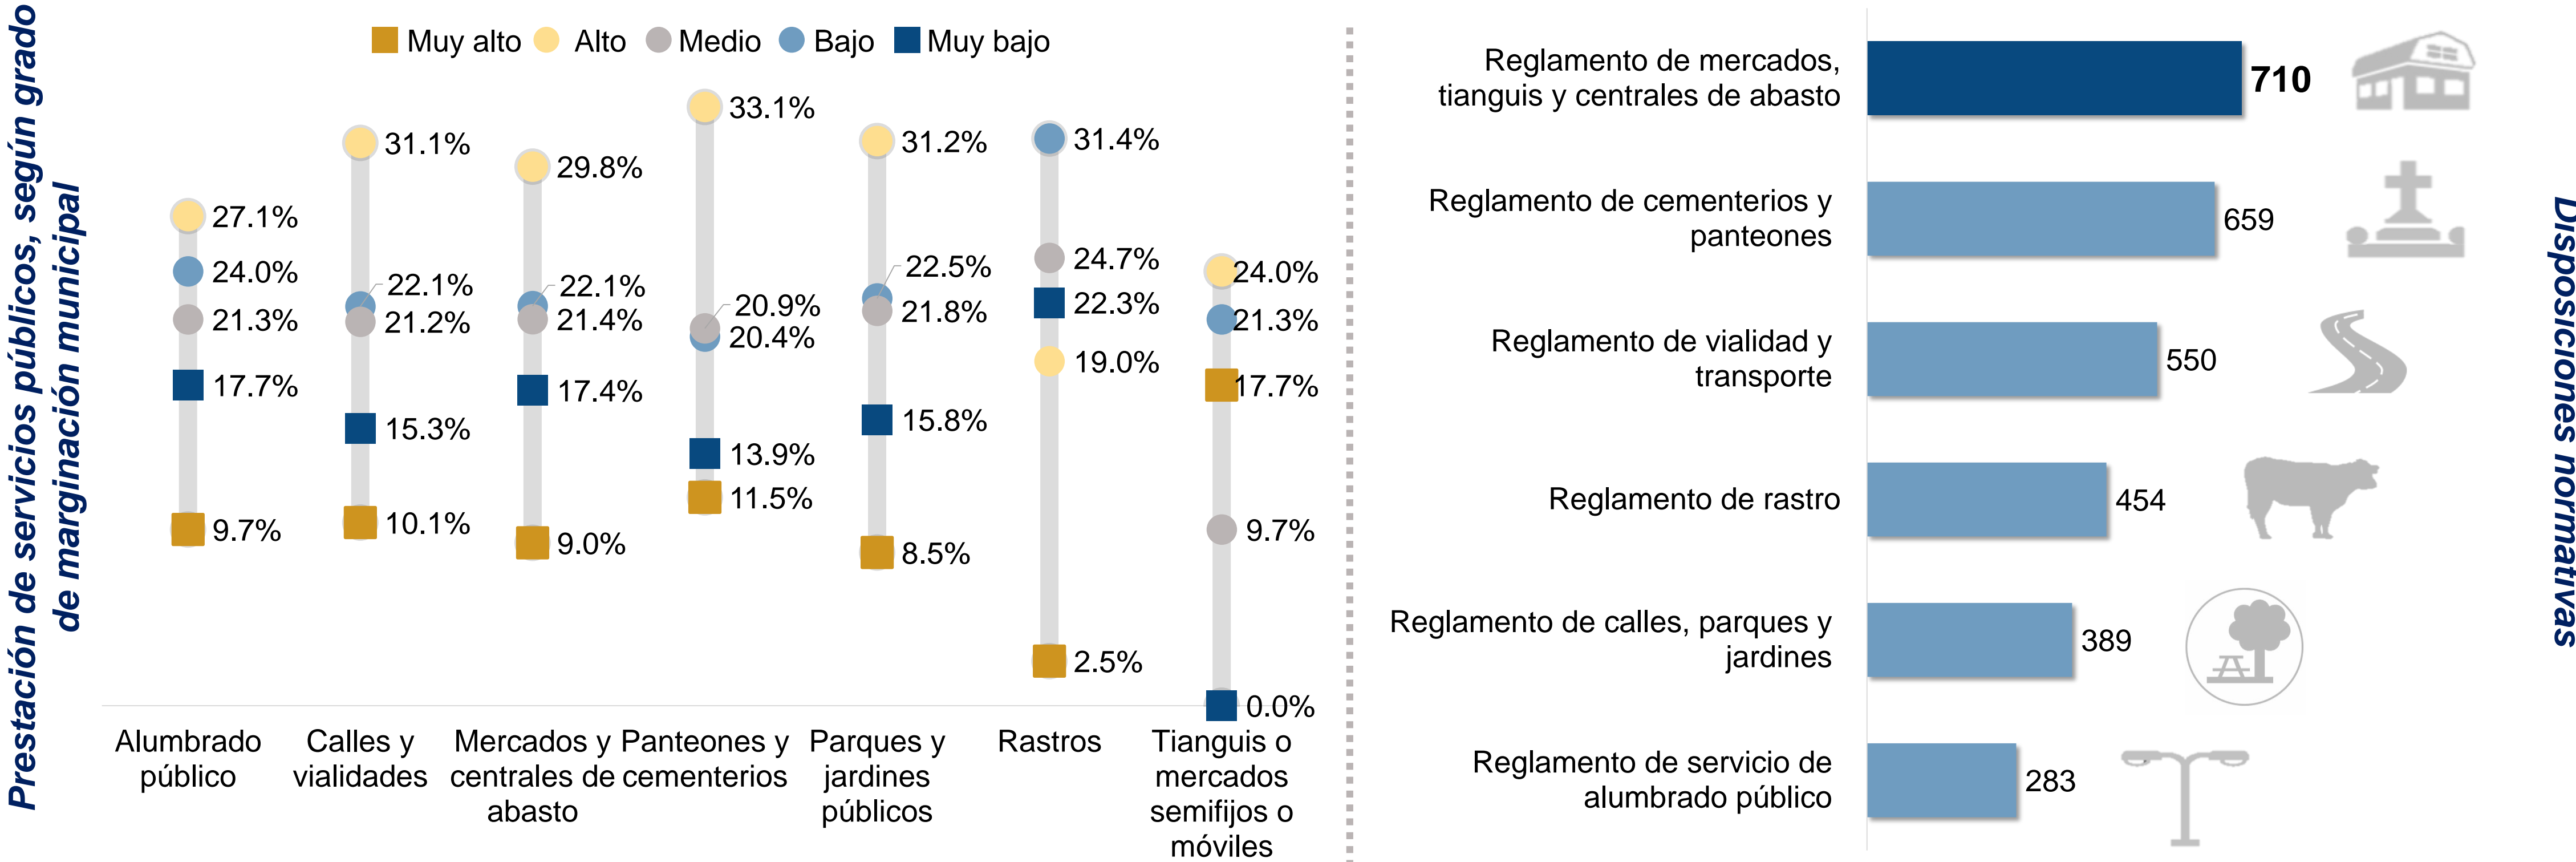 Prestación de servicios públicos, según grado
de marginación municipal
Muy alto
Alto
Medio
Bajo
Muy bajo
27.1%
24.0%
21.3%
17.7%
9.7%
31.1%
22.1%
21.2%
15.3%
10.1%
29.8%
22.1%
21.4%
17.4%
9.0%
33.1%
20.9%
20.4%
13.9%
11.5%
31.2%
22.5%
21.8%
15.8%
8.5%
31.4%
24.7%
22.3%
19.0%
2.5%
24.0%
21.3%
17.7%
9.7%
0.0%
Alumbrado
público
Calles y
vialidades
Mercados y
centrales de
abasto
Panteones y
cementerios
Parques y
jardines
públicos
Rastros
Tianguis o
mercados
semifijos o
móviles
Reglamento de mercados,
tianguis y centrales de abasto
710
Reglamento de cementerios y
panteones
659
Reglamento de vialidad y
transporte
550
Reglamento de rastro
454
Reglamento de calles, parques y
jardines
389
Reglamento de servicio de
alumbrado público
283
Disposiciones normativas